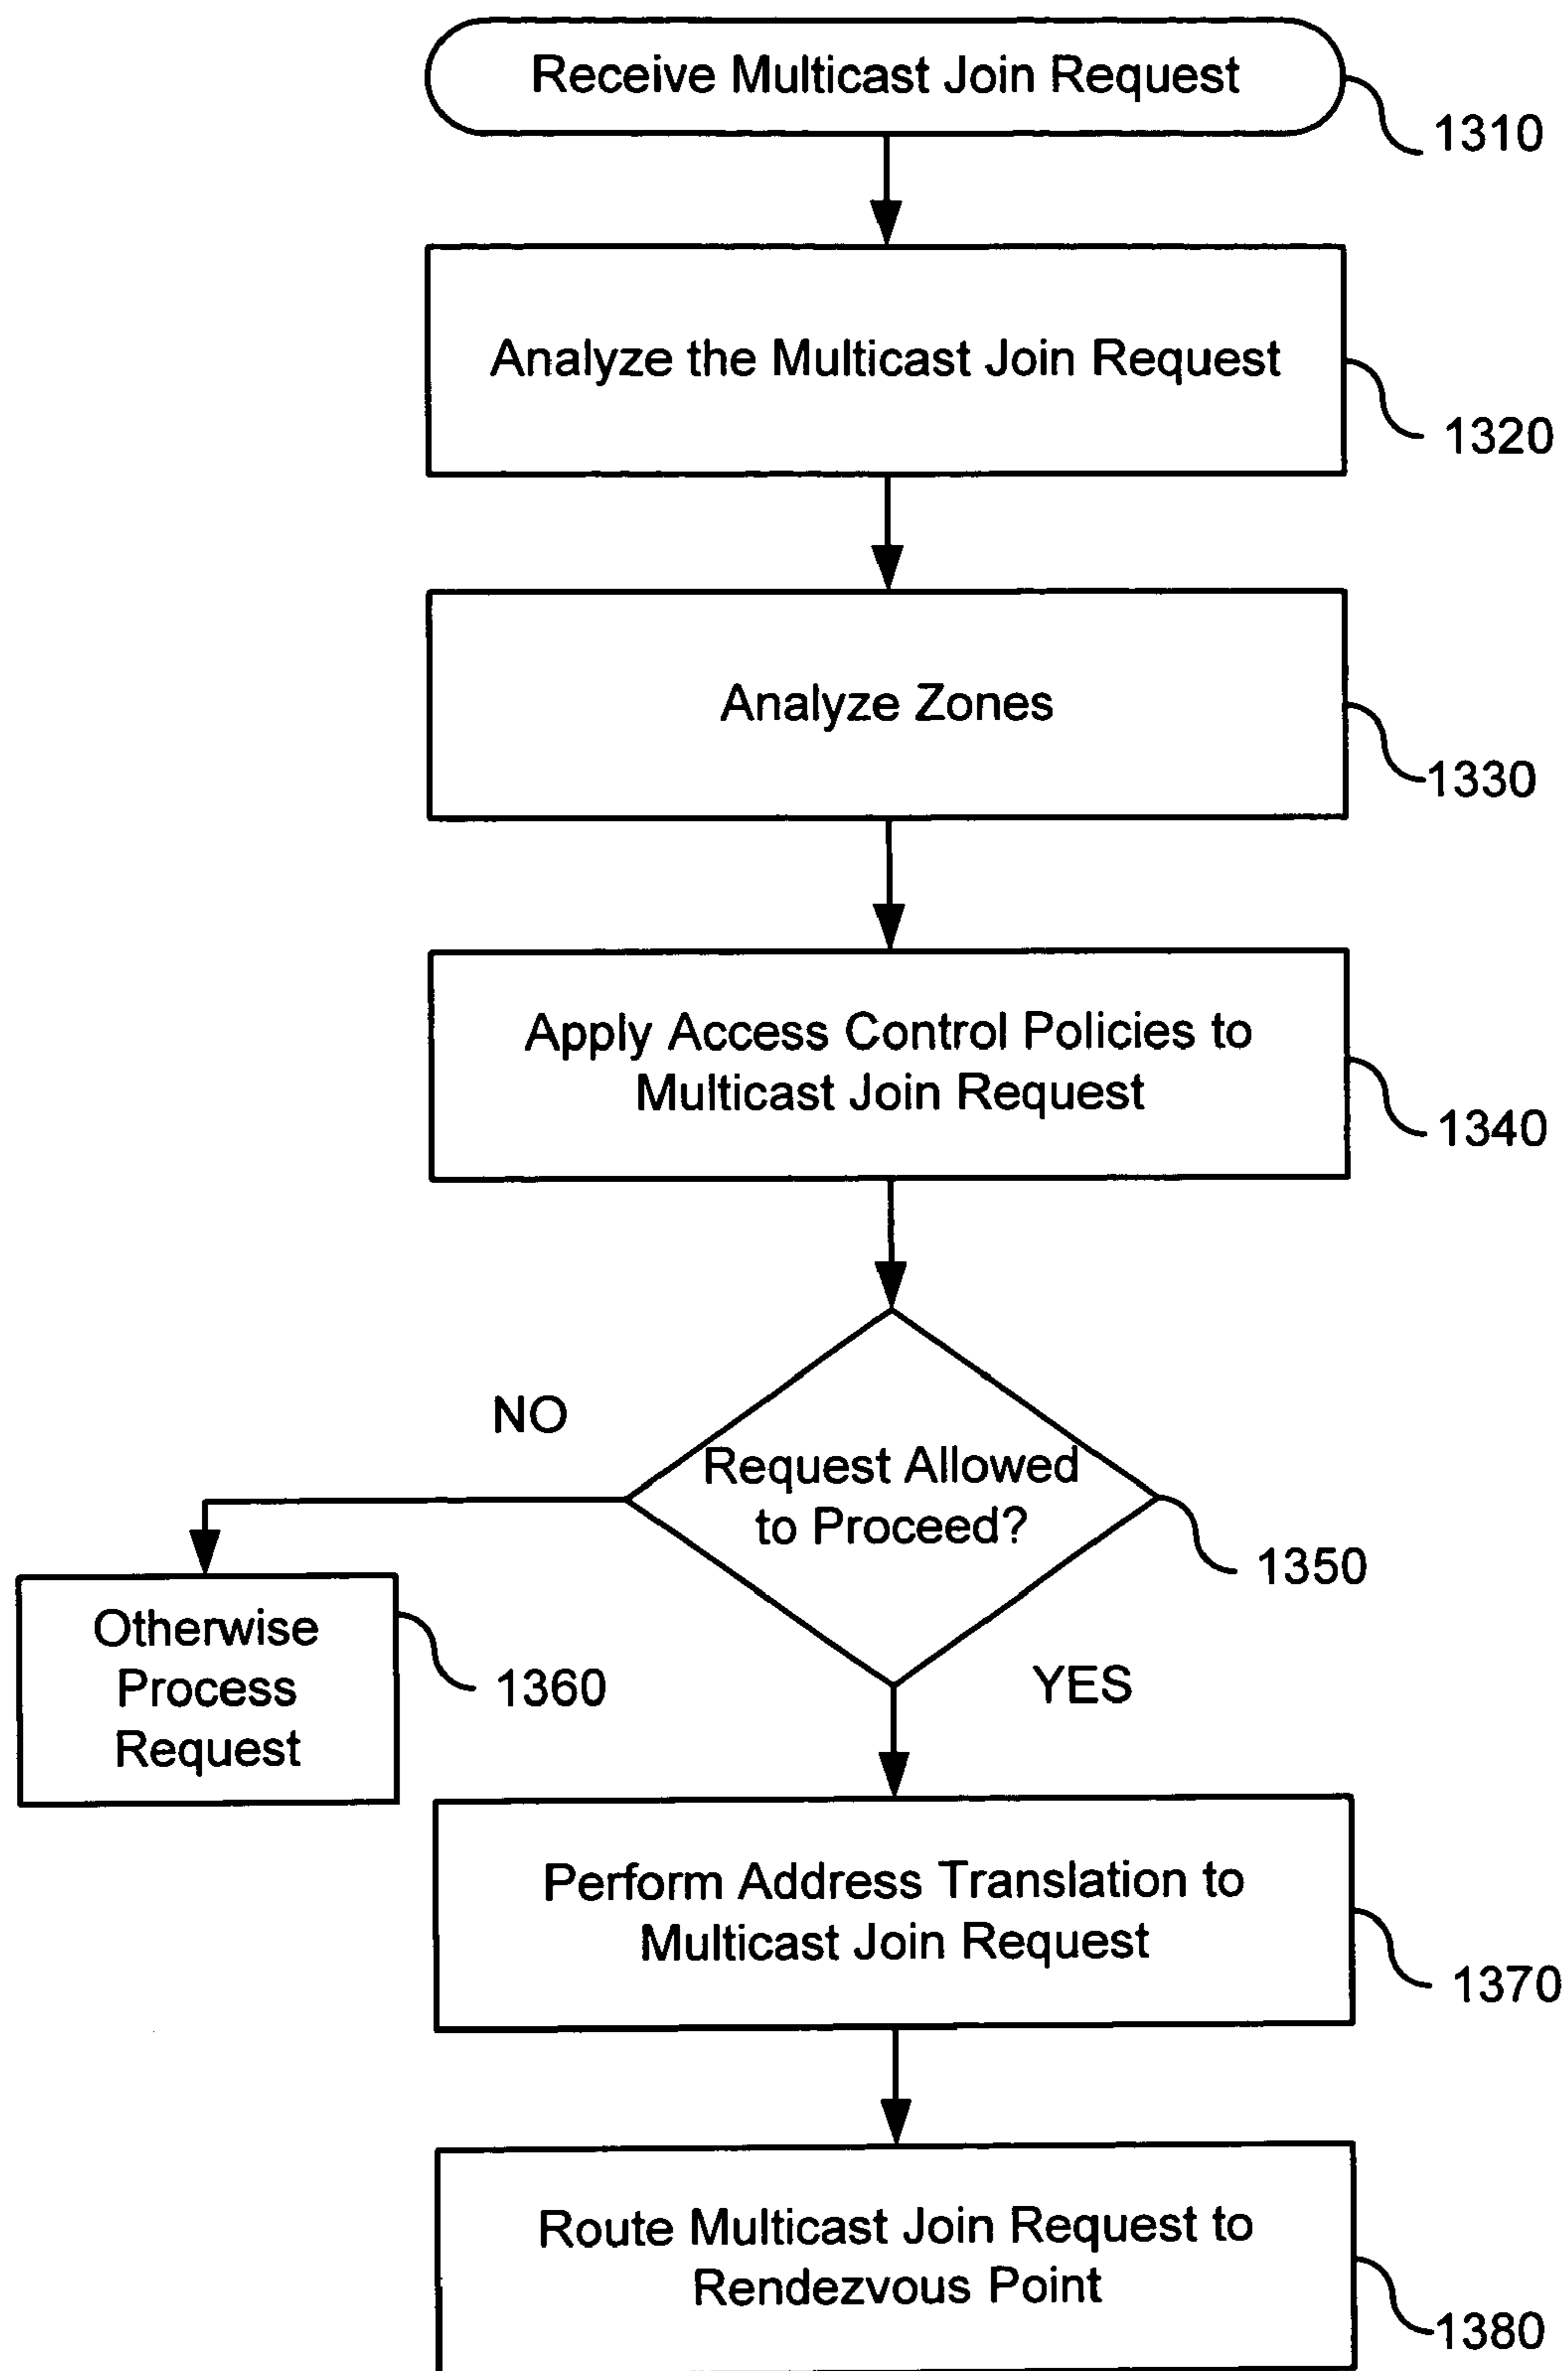 Receive Multicast Join Request
1310
Analyze the Multicast Join Request
1320
Analyze Zones
1330
Apply Access Control Policies to
Multicast Join Request
1340
NO
Request Allowed
to Proceed?
1350
Otherwise
Process
Request
1360
YES
Perform Address Translation to
Multicast Join Request
1370
Route Multicast Join Request to
Rendezvous Point
1380